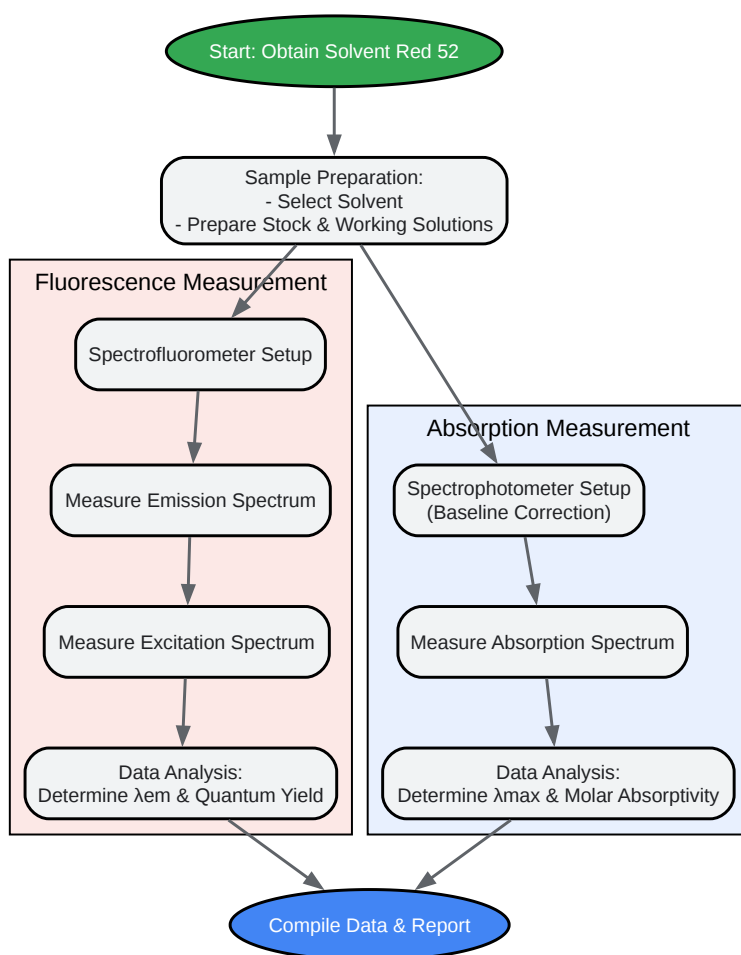 Start: Obtain Solvent Red 52
Sample Preparation:
- Select Solvent
- Prepare Stock & Working Solutions
Fluorescence Measurement
Spectrofluorometer Setup
Measure Emission Spectrum
Measure Excitation Spectrum
Data Analysis:
Determine λem & Quantum Yield
Absorption Measurement
Spectrophotometer Setup
(Baseline Correction)
Measure Absorption Spectrum
Data Analysis:
Determine λmax & Molar Absorptivity
Compile Data & Report